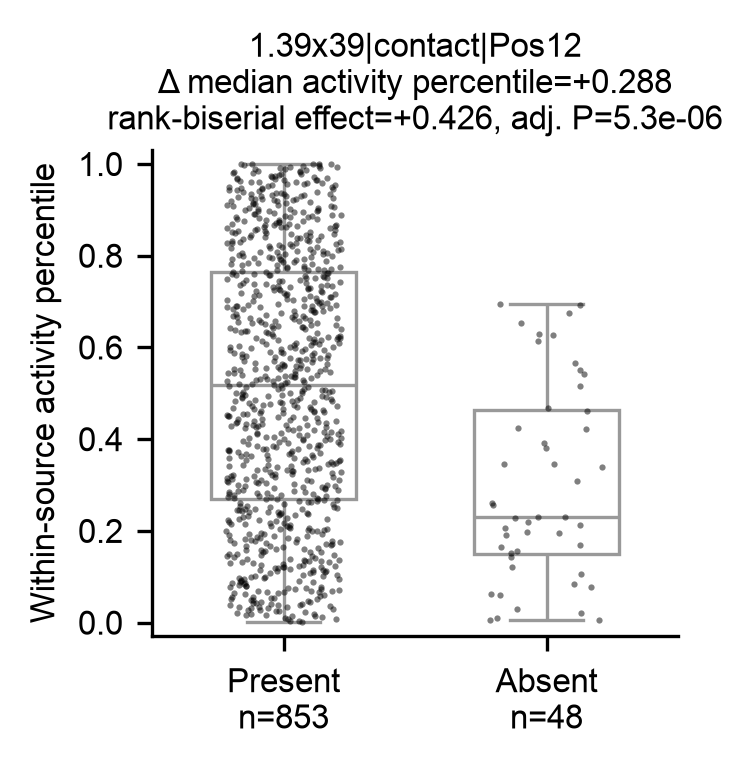 1.39x39|contact|Pos12
Δ median activity percentile=+0.288
rank-biserial effect=+0.426, adj. P=5.3e-06
Within-source activity percentile
1.0
0.8
0.6
0.4
0.2
0.0
Present
n=853
Absent
n=48